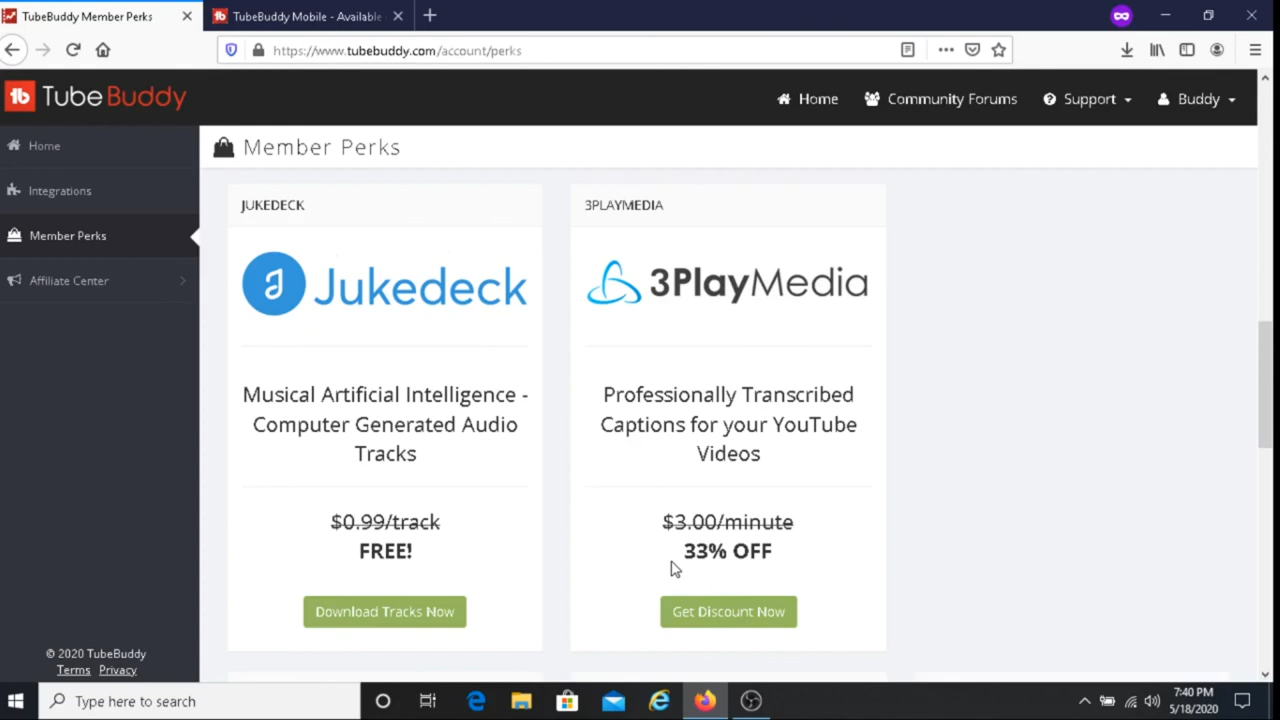 TubeBuddy Member Perks
TubeBuddy Mobile - Available
https://www.tubebuddy.com/account/perks
TubeBuddy
Home
Community Forums
Support
Buddy
Home
Integrations
Member Perks
Affiliate Center
Member Perks
JUKEDECK
Jukedeck
Musical Artificial Intelligence -
Computer Generated Audio
Tracks
$0.99/track
FREE!
Download Tracks Now
3PLAYMEDIA
3PlayMedia
Professionally Transcribed
Captions for your YouTube
Videos
$3.00/minute
33% OFF
Get Discount Now
© 2020 TubeBuddy
Terms Privacy
Type here to search
7:40 PM
5/18/2020